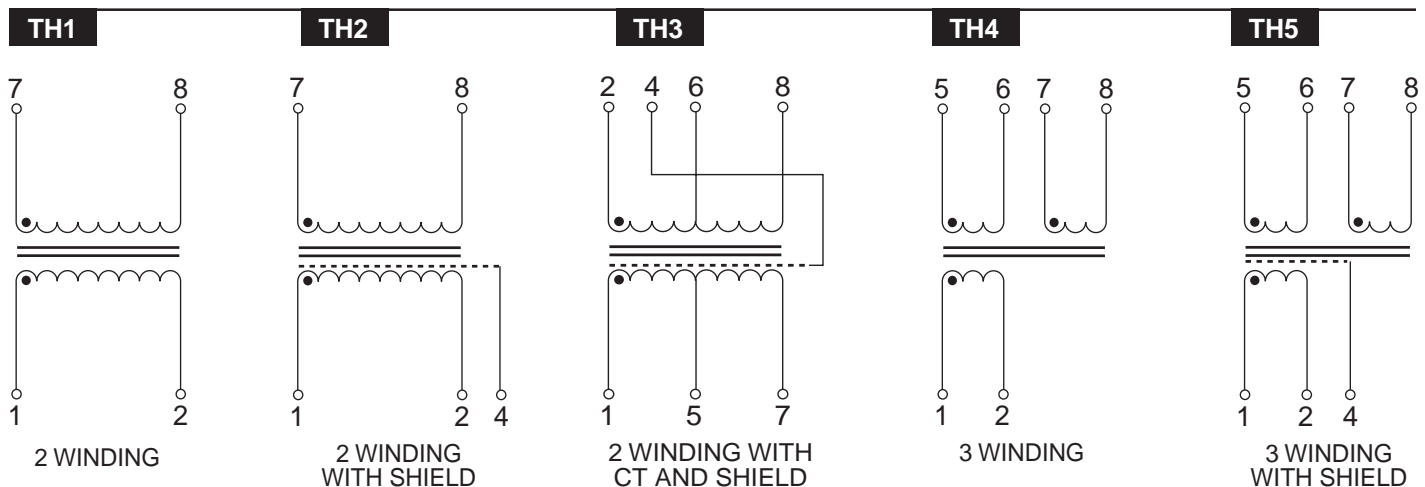 TH1 TH2 TH3 TH4 TH5
7 8 7 8 2 4 6 8 5 6 7 8 5 6 7 8
1 2 1 2 4 1 5 7 1 2 1 2 4
2 WINDING
2 WINDING
WITH SHIELD
2 WINDING WITH
CT AND SHIELD
3 WINDING
3 WINDING
WITH SHIELD